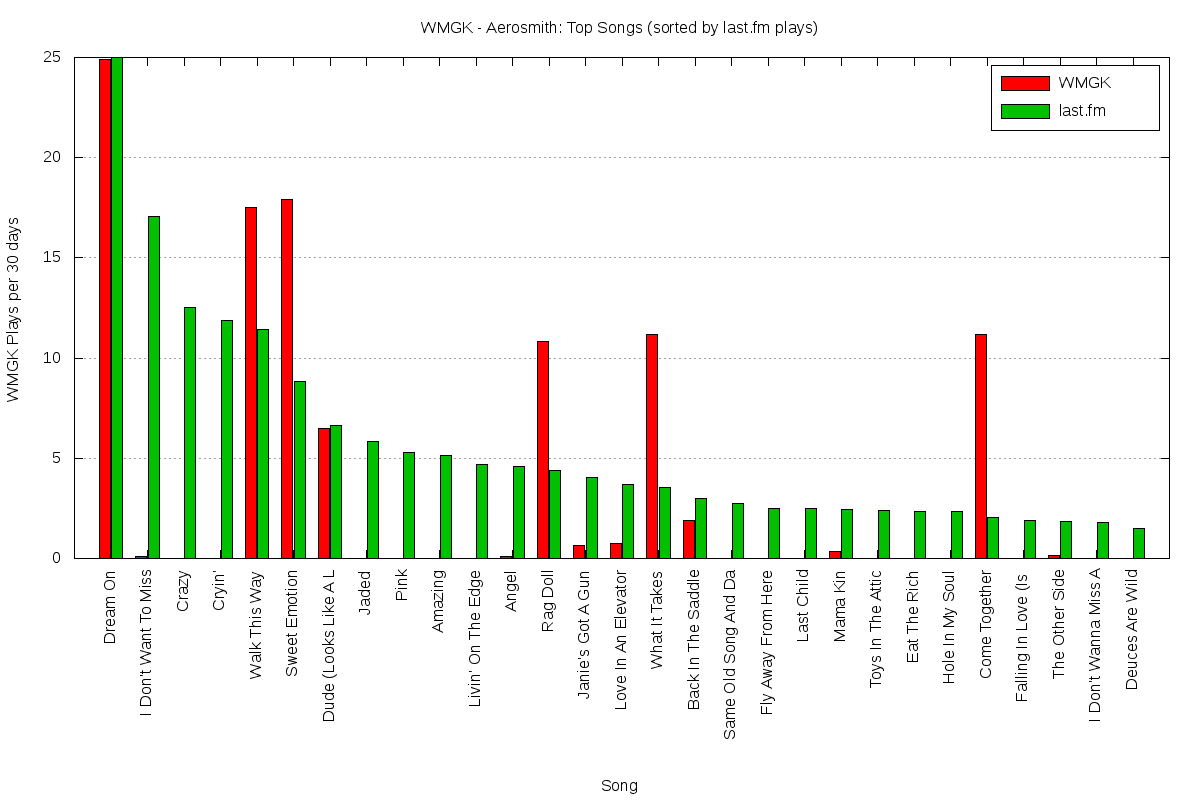 WMGK - Aerosmith: Top Songs (sorted by last.fm plays)
WMGK
last.fm
WMGK Plays per 30 days
25
20
15
10
5
0
Dream On
I Don't Want To Miss
Crazy
Cryin'
Walk This Way
Sweet Emotion
Dude (Looks Like A L
Jaded
Pink
Amazing
Livin' On The Edge
Angel
Rag Doll
Janie's Got A Gun
Love In An Elevator
What It Takes
Back In The Saddle
Same Old Song And Da
Fly Away From Here
Last Child
Mama Kin
Toys In The Attic
Eat The Rich
Hole In My Soul
Come Together
Falling In Love (Is
The Other Side
I Don't Wanna Miss A
Deuces Are Wild
Song